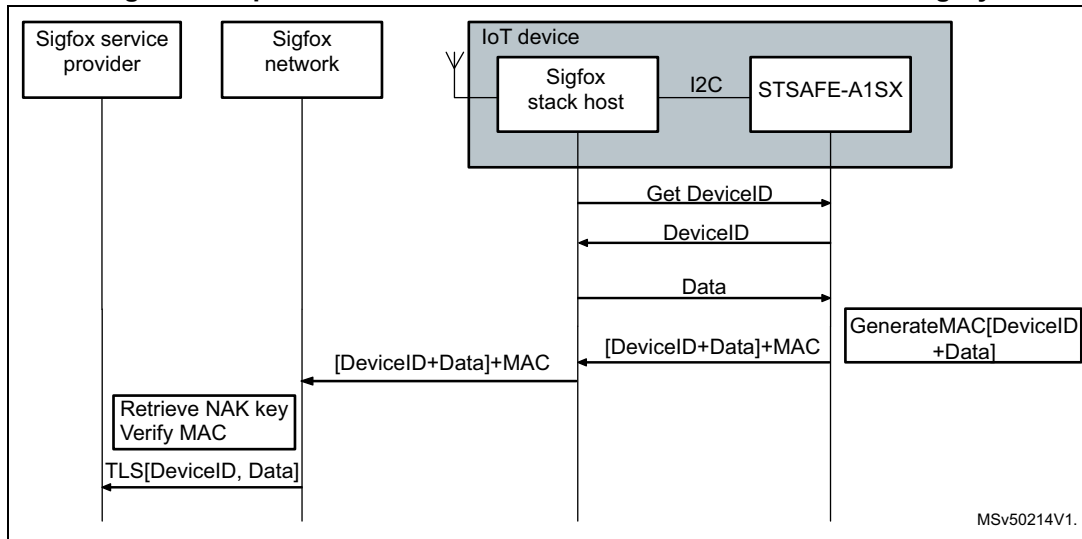 Sigfox service
provider
Sigfox
network
IoT device
Sigfox
stack host
I2C
STSAFE-A1SX
Get DeviceID
DeviceID
Data
GenerateMAC[DeviceID
+Data]
[DeviceID+Data]+MAC
[DeviceID+Data]+MAC
Retrieve NAK key
Verify MAC
TLS[DeviceID, Data]
MSv50214V1.